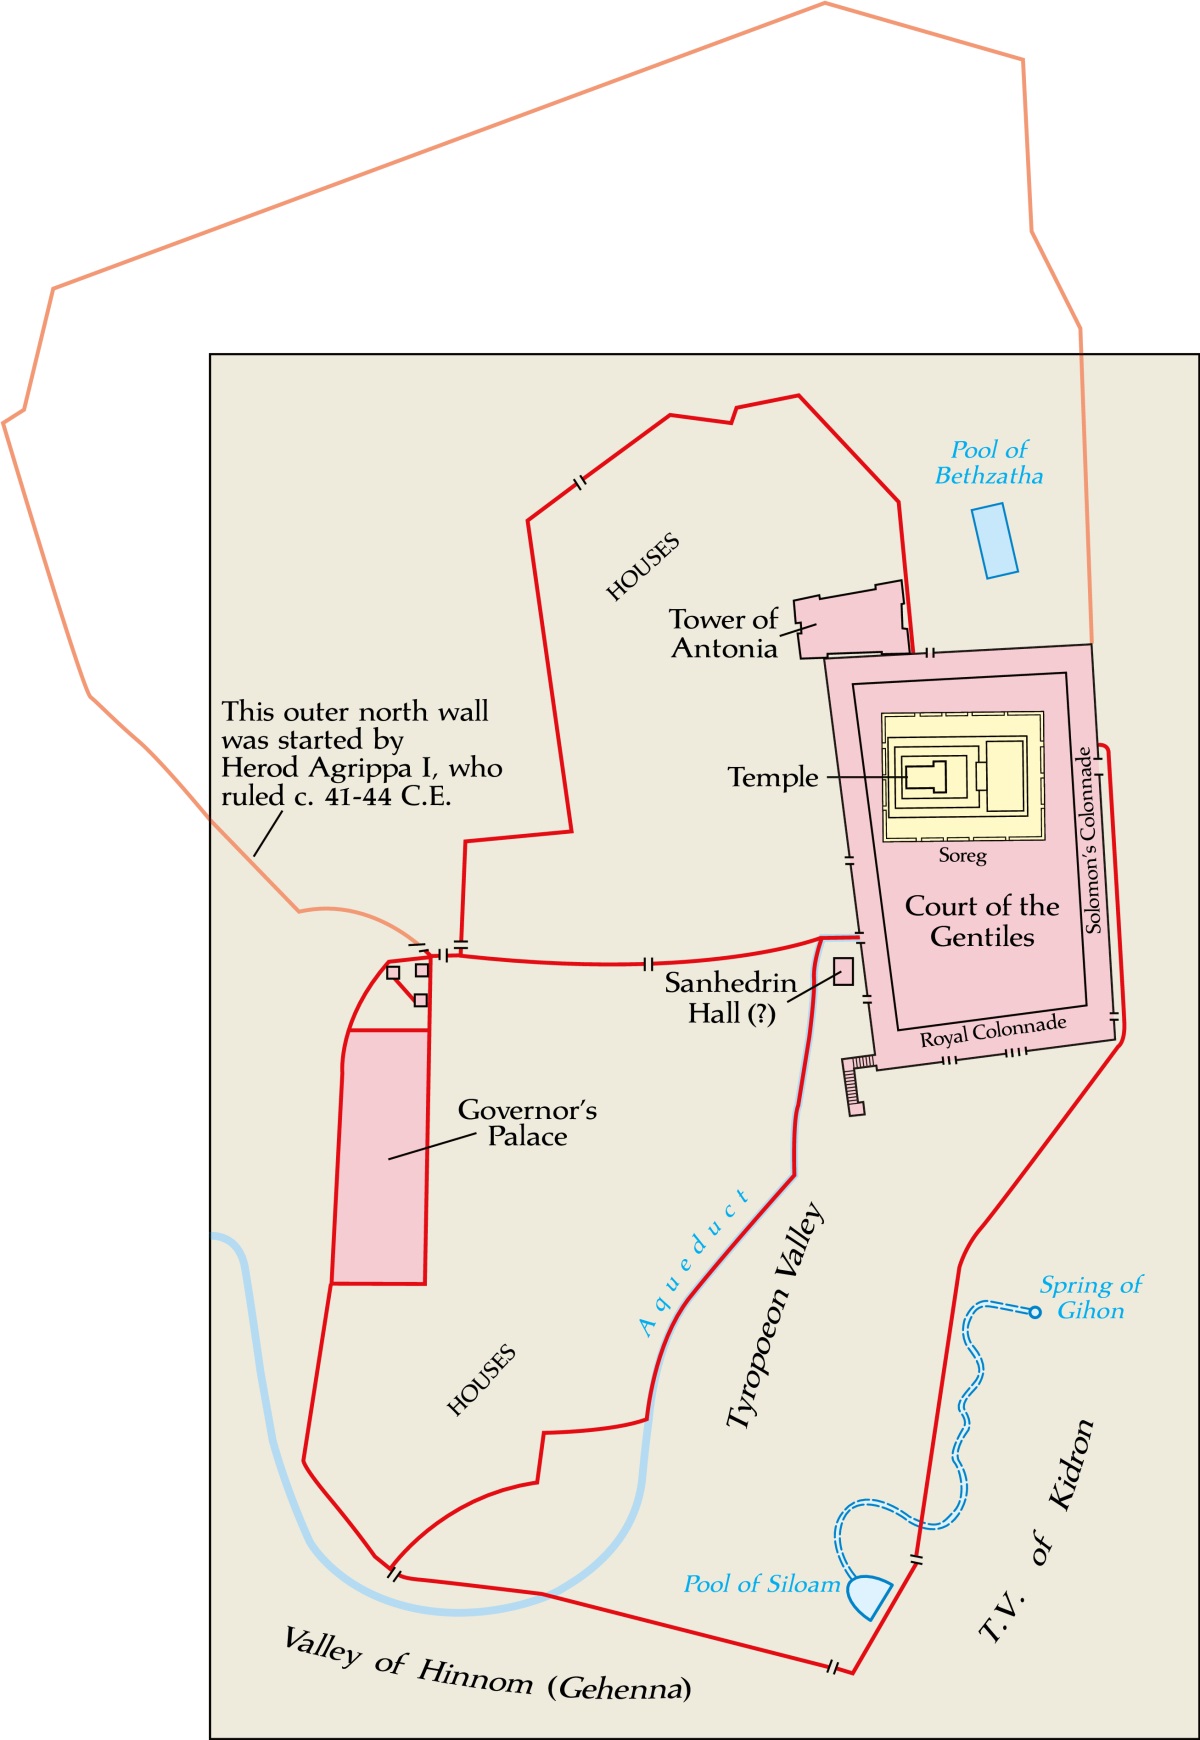 Pool of
Bethzatha
HOUSES
Tower of
Antonia
This outer north wall
was started by
Herod Agrippa I, who
ruled c. 41-44 C.E.
Temple
Solomon's Colonnade
Soreg
Court of the
Gentiles
Sanhedrin
Hall (?)
Royal Colonnade
Governor's
Palace
Aqueduct
Tyropoeon Valley
Spring of
Gihon
HOUSES
T.V. of Kidron
Pool of Siloam
Valley of Hinnom (Gehenna)